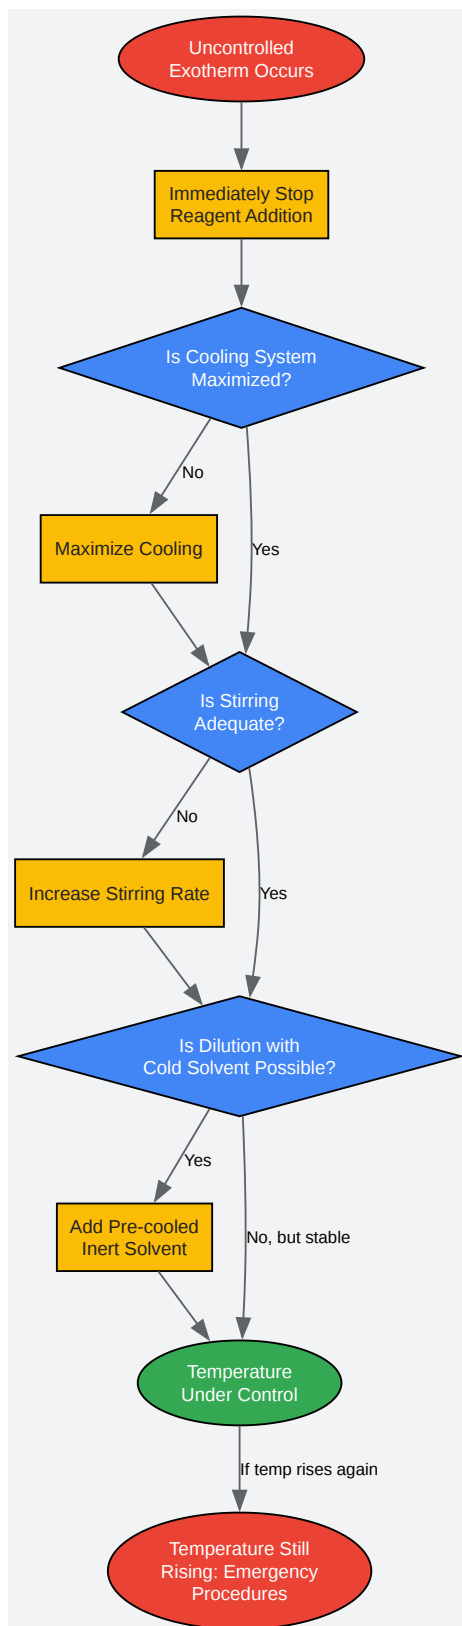 Uncontrolled
Exotherm Occurs
Immediately Stop
Reagent Addition
Is Cooling System
Maximized?
No
Maximize Cooling
Yes
Is Stirring
Adequate?
No
Increase Stirring Rate
Yes
Is Dilution with
Cold Solvent Possible?
Yes
Add Pre-cooled
Inert Solvent
No, but stable
Temperature
Under Control
If temp rises again
Temperature Still
Rising: Emergency
Procedures